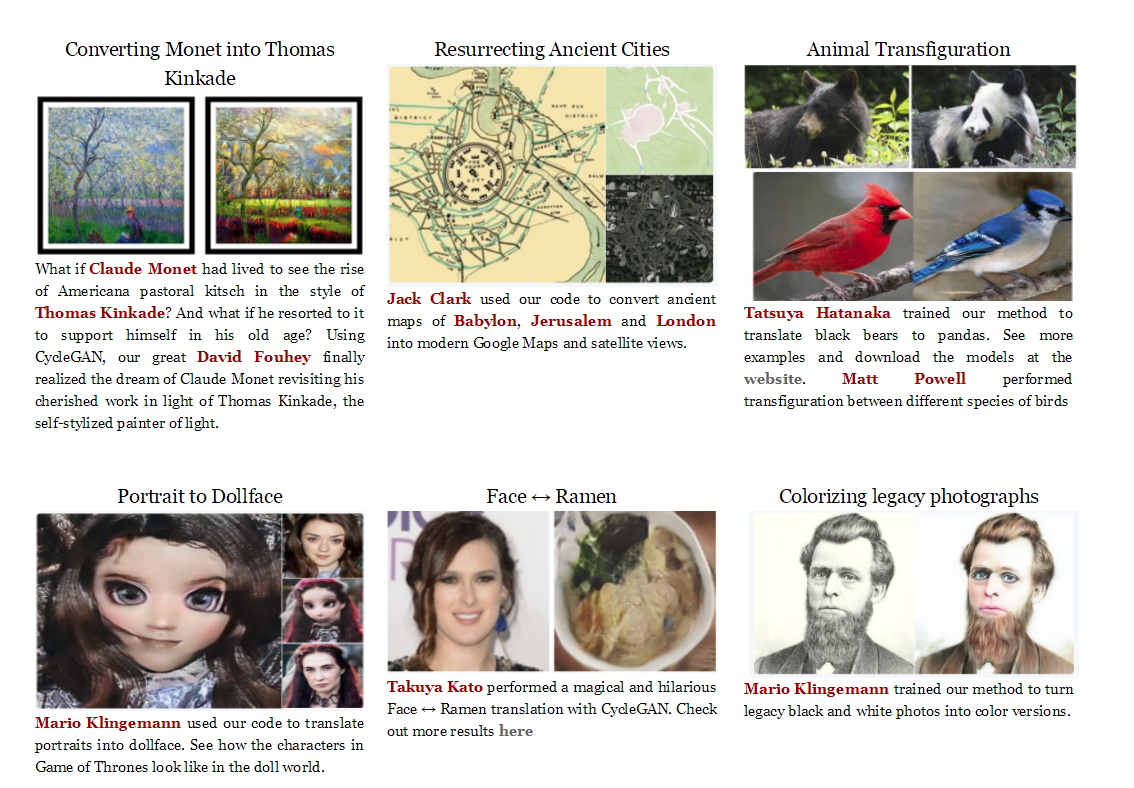 Converting Monet into Thomas
Kinkade
What if Claude Monet had lived to see the rise
of Americana pastoral kitsch in the style of
Thomas Kinkade? And what if he resorted to it
to support himself in his old age? Using
CycleGAN, our great David Fouhey finally
realized the dream of Claude Monet revisiting his
cherished work in light of Thomas Kinkade, the
self-stylized painter of light.
Resurrecting Ancient Cities
DISTRICT
DISTRICT
Jack Clark used our code to convert ancient
maps of Babylon, Jerusalem and London
into modern Google Maps and satellite views.
Animal Transfiguration
Tatsuya Hatanaka trained our method to
translate black bears to pandas. See more
examples and download the models at the
website. Matt Powell performed
transfiguration between different species of birds
Portrait to Dollface
Mario Klingemann used our code to translate
portraits into dollface. See how the characters in
Game of Thrones look like in the doll world.
Face ↔ Ramen
Takuya Kato performed a magical and hilarious
Face ↔ Ramen translation with CycleGAN. Check
out more results here
Colorizing legacy photographs
Mario Klingemann trained our method to turn
legacy black and white photos into color versions.